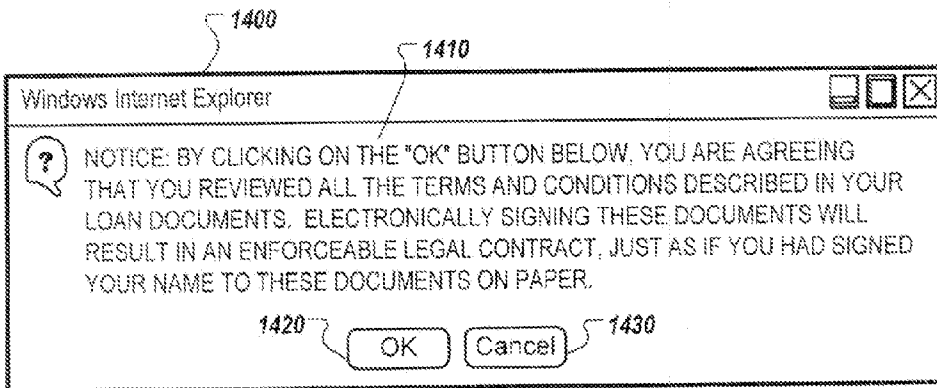 1400
1410
Windows Internet Explorer
? NOTICE: BY CLICKING ON THE "OK" BUTTON BELOW, YOU ARE AGREEING
THAT YOU REVIEWED ALL THE TERMS AND CONDITIONS DESCRIBED IN YOUR
LOAN DOCUMENTS. ELECTRONICALLY SIGNING THESE DOCUMENTS WILL
RESULT IN AN ENFORCEABLE LEGAL CONTRACT, JUST AS IF YOU HAD SIGNED
YOUR NAME TO THESE DOCUMENTS ON PAPER.
1420 OK Cancel 1430